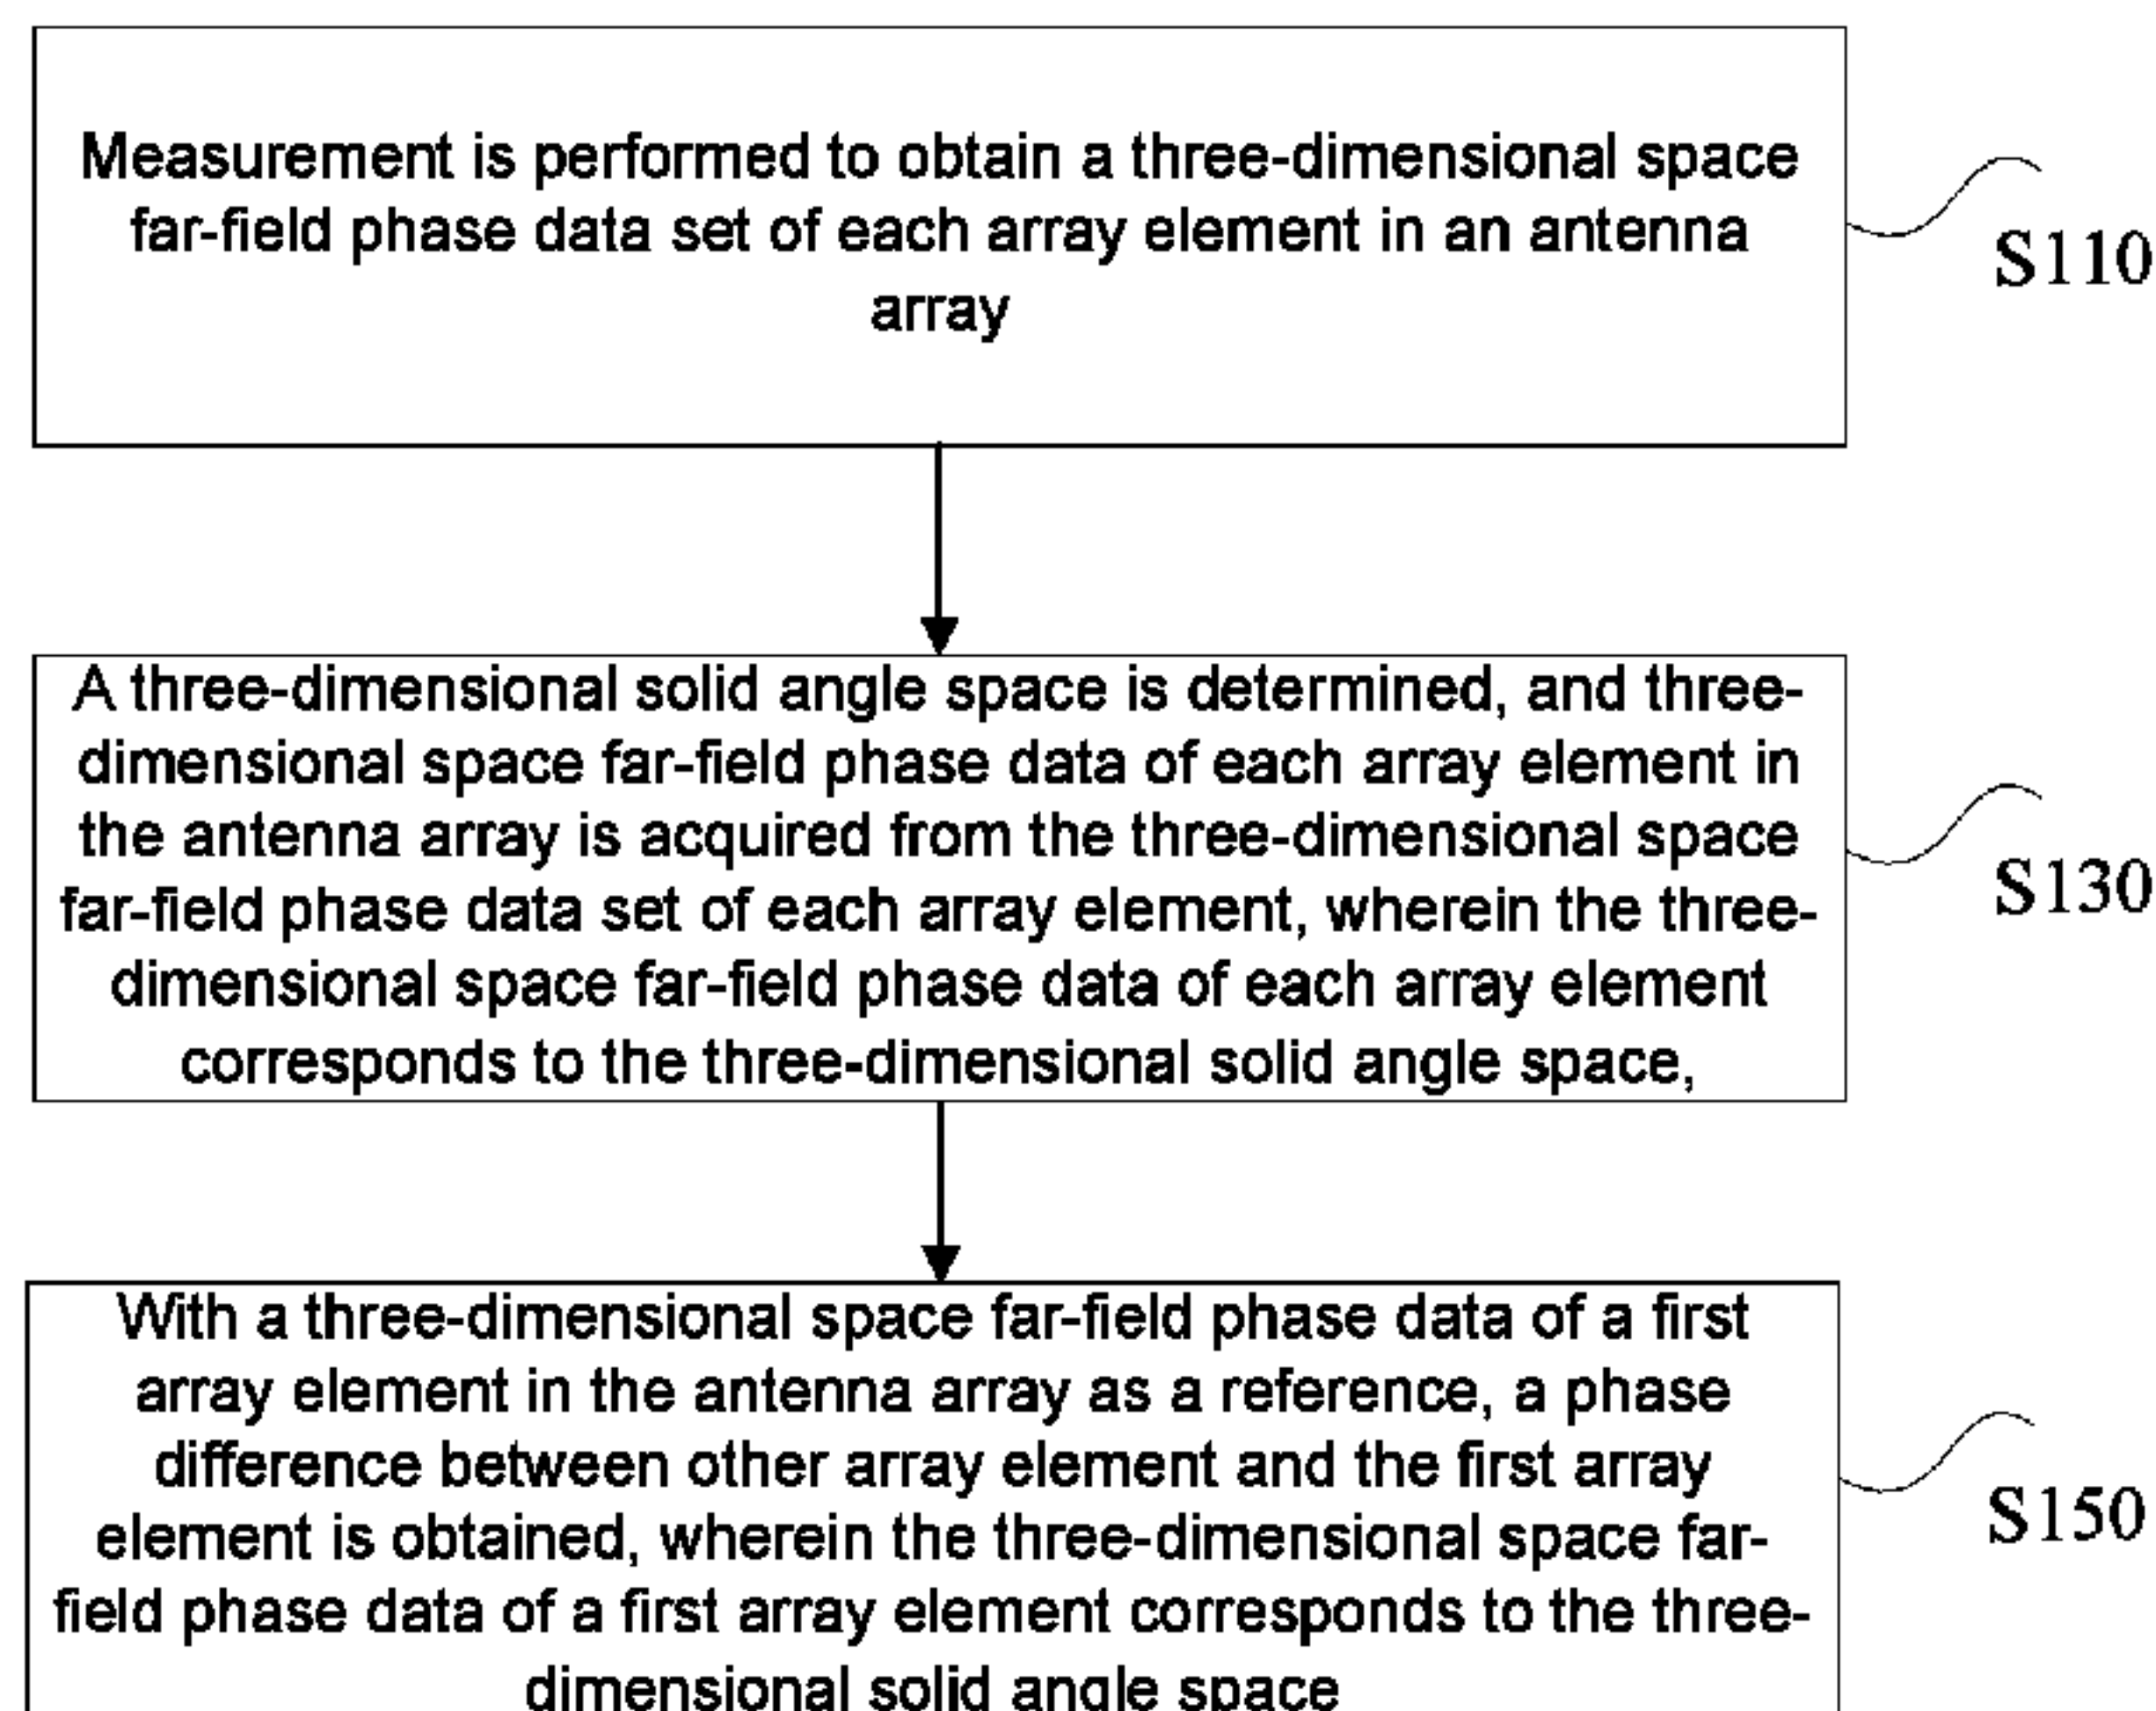 Measurement is performed to obtain a three-dimensional space
far-field phase data set of each array element in an antenna
array
S110
A three-dimensional solid angle space is determined, and three-
dimensional space far-field phase data of each array element in
the antenna array is acquired from the three-dimensional space
far-field phase data set of each array element, wherein the three-
dimensional space far-field phase data of each array element
corresponds to the three-dimensional solid angle space,
S130
With a three-dimensional space far-field phase data of a first
array element in the antenna array as a reference, a phase
difference between other array element and the first array
element is obtained, wherein the three-dimensional space far-
field phase data of a first array element corresponds to the three-
dimensional solid angle space
S150